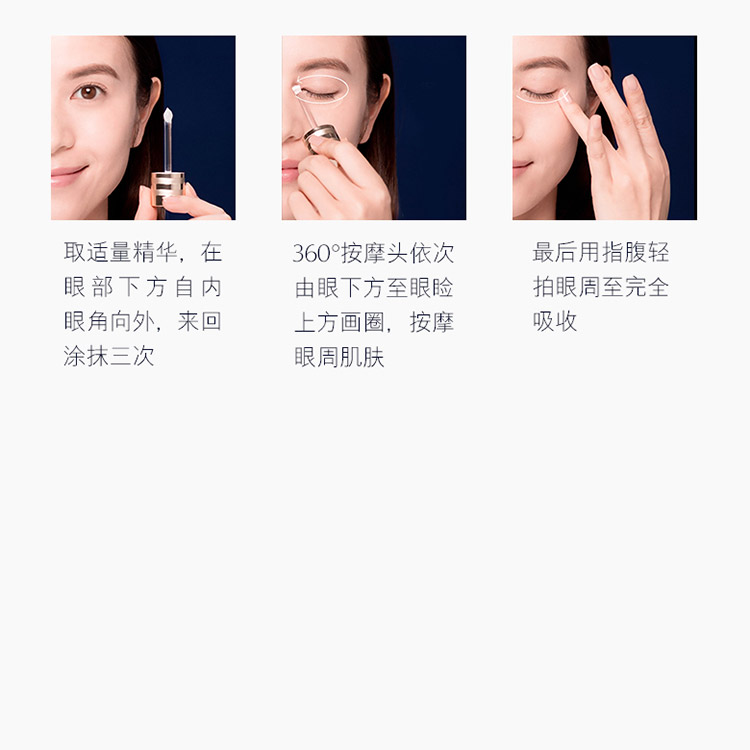 取适量精华，在
眼部下方自内
眼角向外，来回
涂抹三次
360°按摩头依次
由眼下方至眼睑
上方画圈，按摩
眼周肌肤
最后用指腹轻
拍眼周至完全
吸收